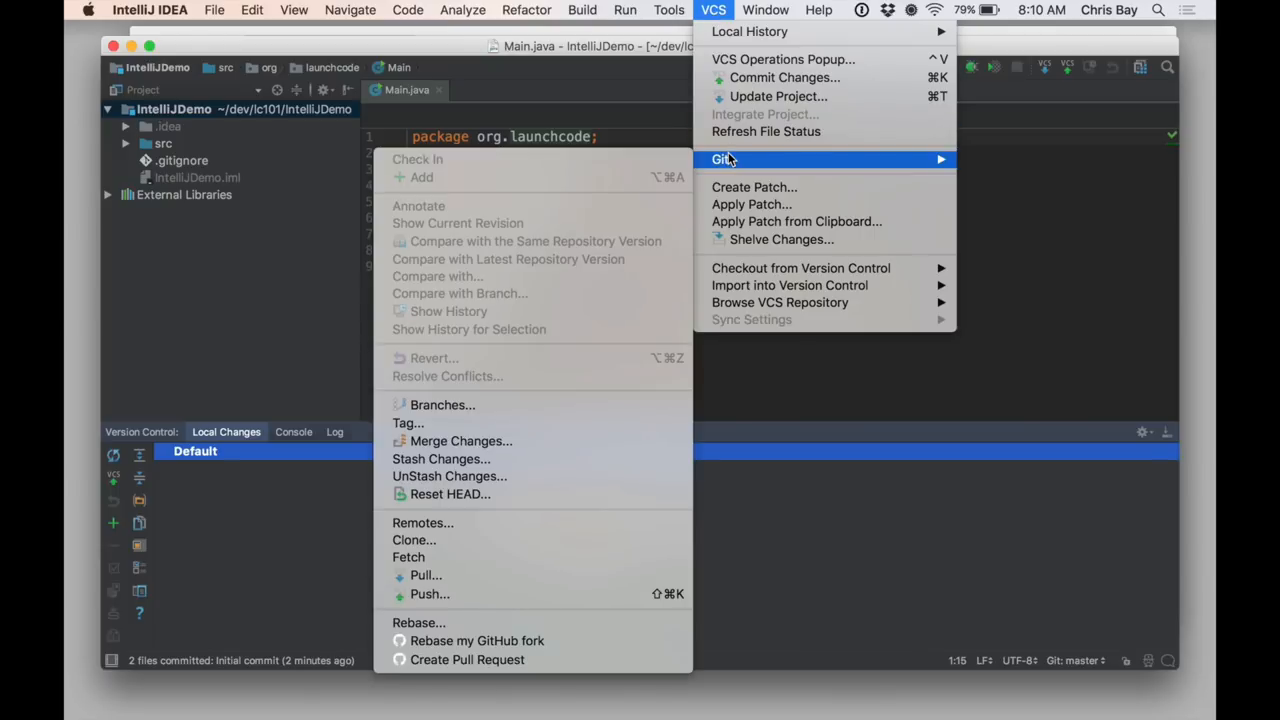 IntelliJ IDEA File Edit View Navigate Code Analyze Refactor Build Run Tools VCS Window Help 79% 8:10 AM Chris Bay
Main.java - IntelliJDemo - [~/dev/lc
IntelliJDemo src org launchcode Main
Project
Main.java
IntelliJDemo ~/dev/lc101/IntelliJDemo
.idea
src
.gitignore
IntelliJDemo.iml
External Libraries
1 package org.launchcode;
Local History
VCS Operations Popup... ^V
Commit Changes... ⌘K
Update Project... ⌘T
Integrate Project...
Refresh File Status
Git
Create Patch...
Apply Patch...
Apply Patch from Clipboard...
Shelve Changes...
Checkout from Version Control
Import into Version Control
Browse VCS Repository
Sync Settings
Check In
Add ⌥⌘A
Annotate
Show Current Revision
Compare with the Same Repository Version
Compare with Latest Repository Version
Compare with...
Compare with Branch...
Show History
Show History for Selection
Revert... ⌥⌘Z
Resolve Conflicts...
Branches...
Tag...
Merge Changes...
Stash Changes...
UnStash Changes...
Reset HEAD...
Remotes...
Clone...
Fetch
Pull...
Push... ⇧⌘K
Rebase...
Rebase my GitHub fork
Create Pull Request
Version Control: Local Changes Console Log
Default
VCS
VCS VCS
2 files committed: Initial commit (2 minutes ago) 1:15 LF UTF-8 Git: master